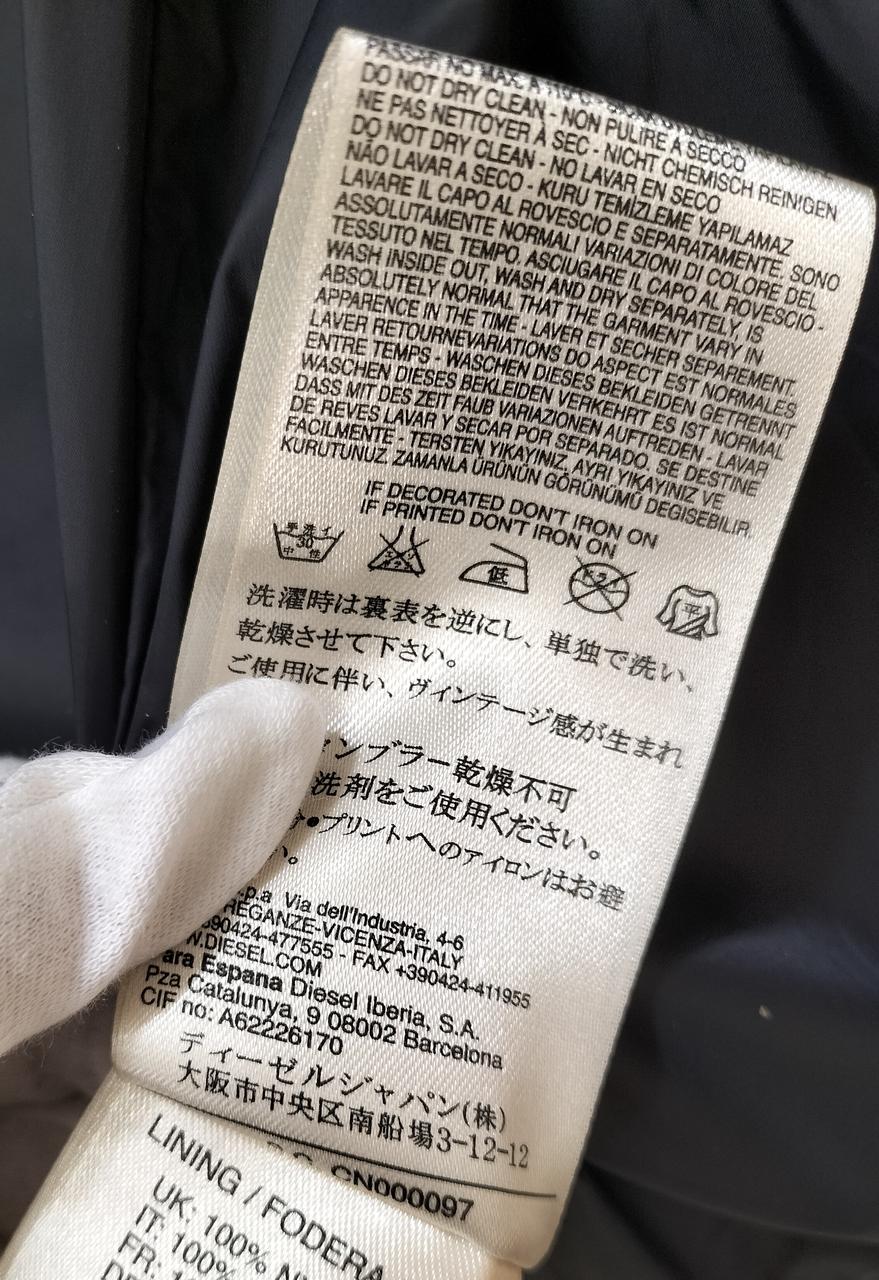 PASSAR NO MAX. A 110°C
DO NOT DRY CLEAN - NON PULIRE A SECCO
NE PAS NETTOYER À SEC - NICHT CHEMISCH REINIGEN
DO NOT DRY CLEAN - NO LAVAR EN SECO
NÃO LAVAR A SECO - KURU TEMIZLEME YAPILAMAZ
LAVARE IL CAPO AL ROVESCIO E SEPARATAMENTE. SONO
ASSOLUTAMENTE NORMALI VARIAZIONI DI COLORE DEL
TESSUTO NEL TEMPO. ASCIUGARE IL CAPO AL ROVESCIO -
WASH INSIDE OUT, WASH AND DRY SEPARATELY, IS
ABSOLUTELY NORMAL THAT THE GARMENT VARY IN
APPARENCE IN THE TIME - LAVER ET SECHER SEPAREMENT,
LAVER RETOURNEVARIATIONS DO ASPECT EST NORMALES
ENTRE TEMPS - WASCHEN DIESES BEKLEIDEN GETRENNT
WASCHEN DIESES BEKLEIDEN VERKEHRT ES IST NORMAL
DASS MIT DES ZEIT FAUB VARIAZIONEN AUFTREDEN - LAVAR
DE REVES LAVAR Y SECAR POR SEPARADO, SE DESTINE
FACILMENTE - TERSTEN YIKAYINIZ, AYRI YIKAYINIZ VE
KURUTUNUZ. ZAMANLA ÜRÜNÜN GÖRÜNÜMÜ DEGISEBILIR.
IF DECORATED DON'T IRON ON
IF PRINTED DON'T IRON ON
手洗イ
30
中性
低
平
洗濯時は裏表を逆にし、単独で洗い、
乾燥させて下さい。
ご使用に伴い、ヴィンテージ感が生まれ
ンブラー乾燥不可
洗剤をご使用ください。
●プリントへのアイロンはお避
い。
.p.a Via dell'Industria, 4-6
REGANZE-VICENZA-ITALY
390424-477555 - FAX +390424-411955
W.DIESEL.COM
ara Espana Diesel Iberia, S.A.
Pza Catalunya, 9 08002 Barcelona
CIF no: A62226170
ディーゼルジャパン(株)
大阪市中央区南船場3-12-12
CN000097
LINING / FODERA
UK: 100%
IT: 100%
FR: